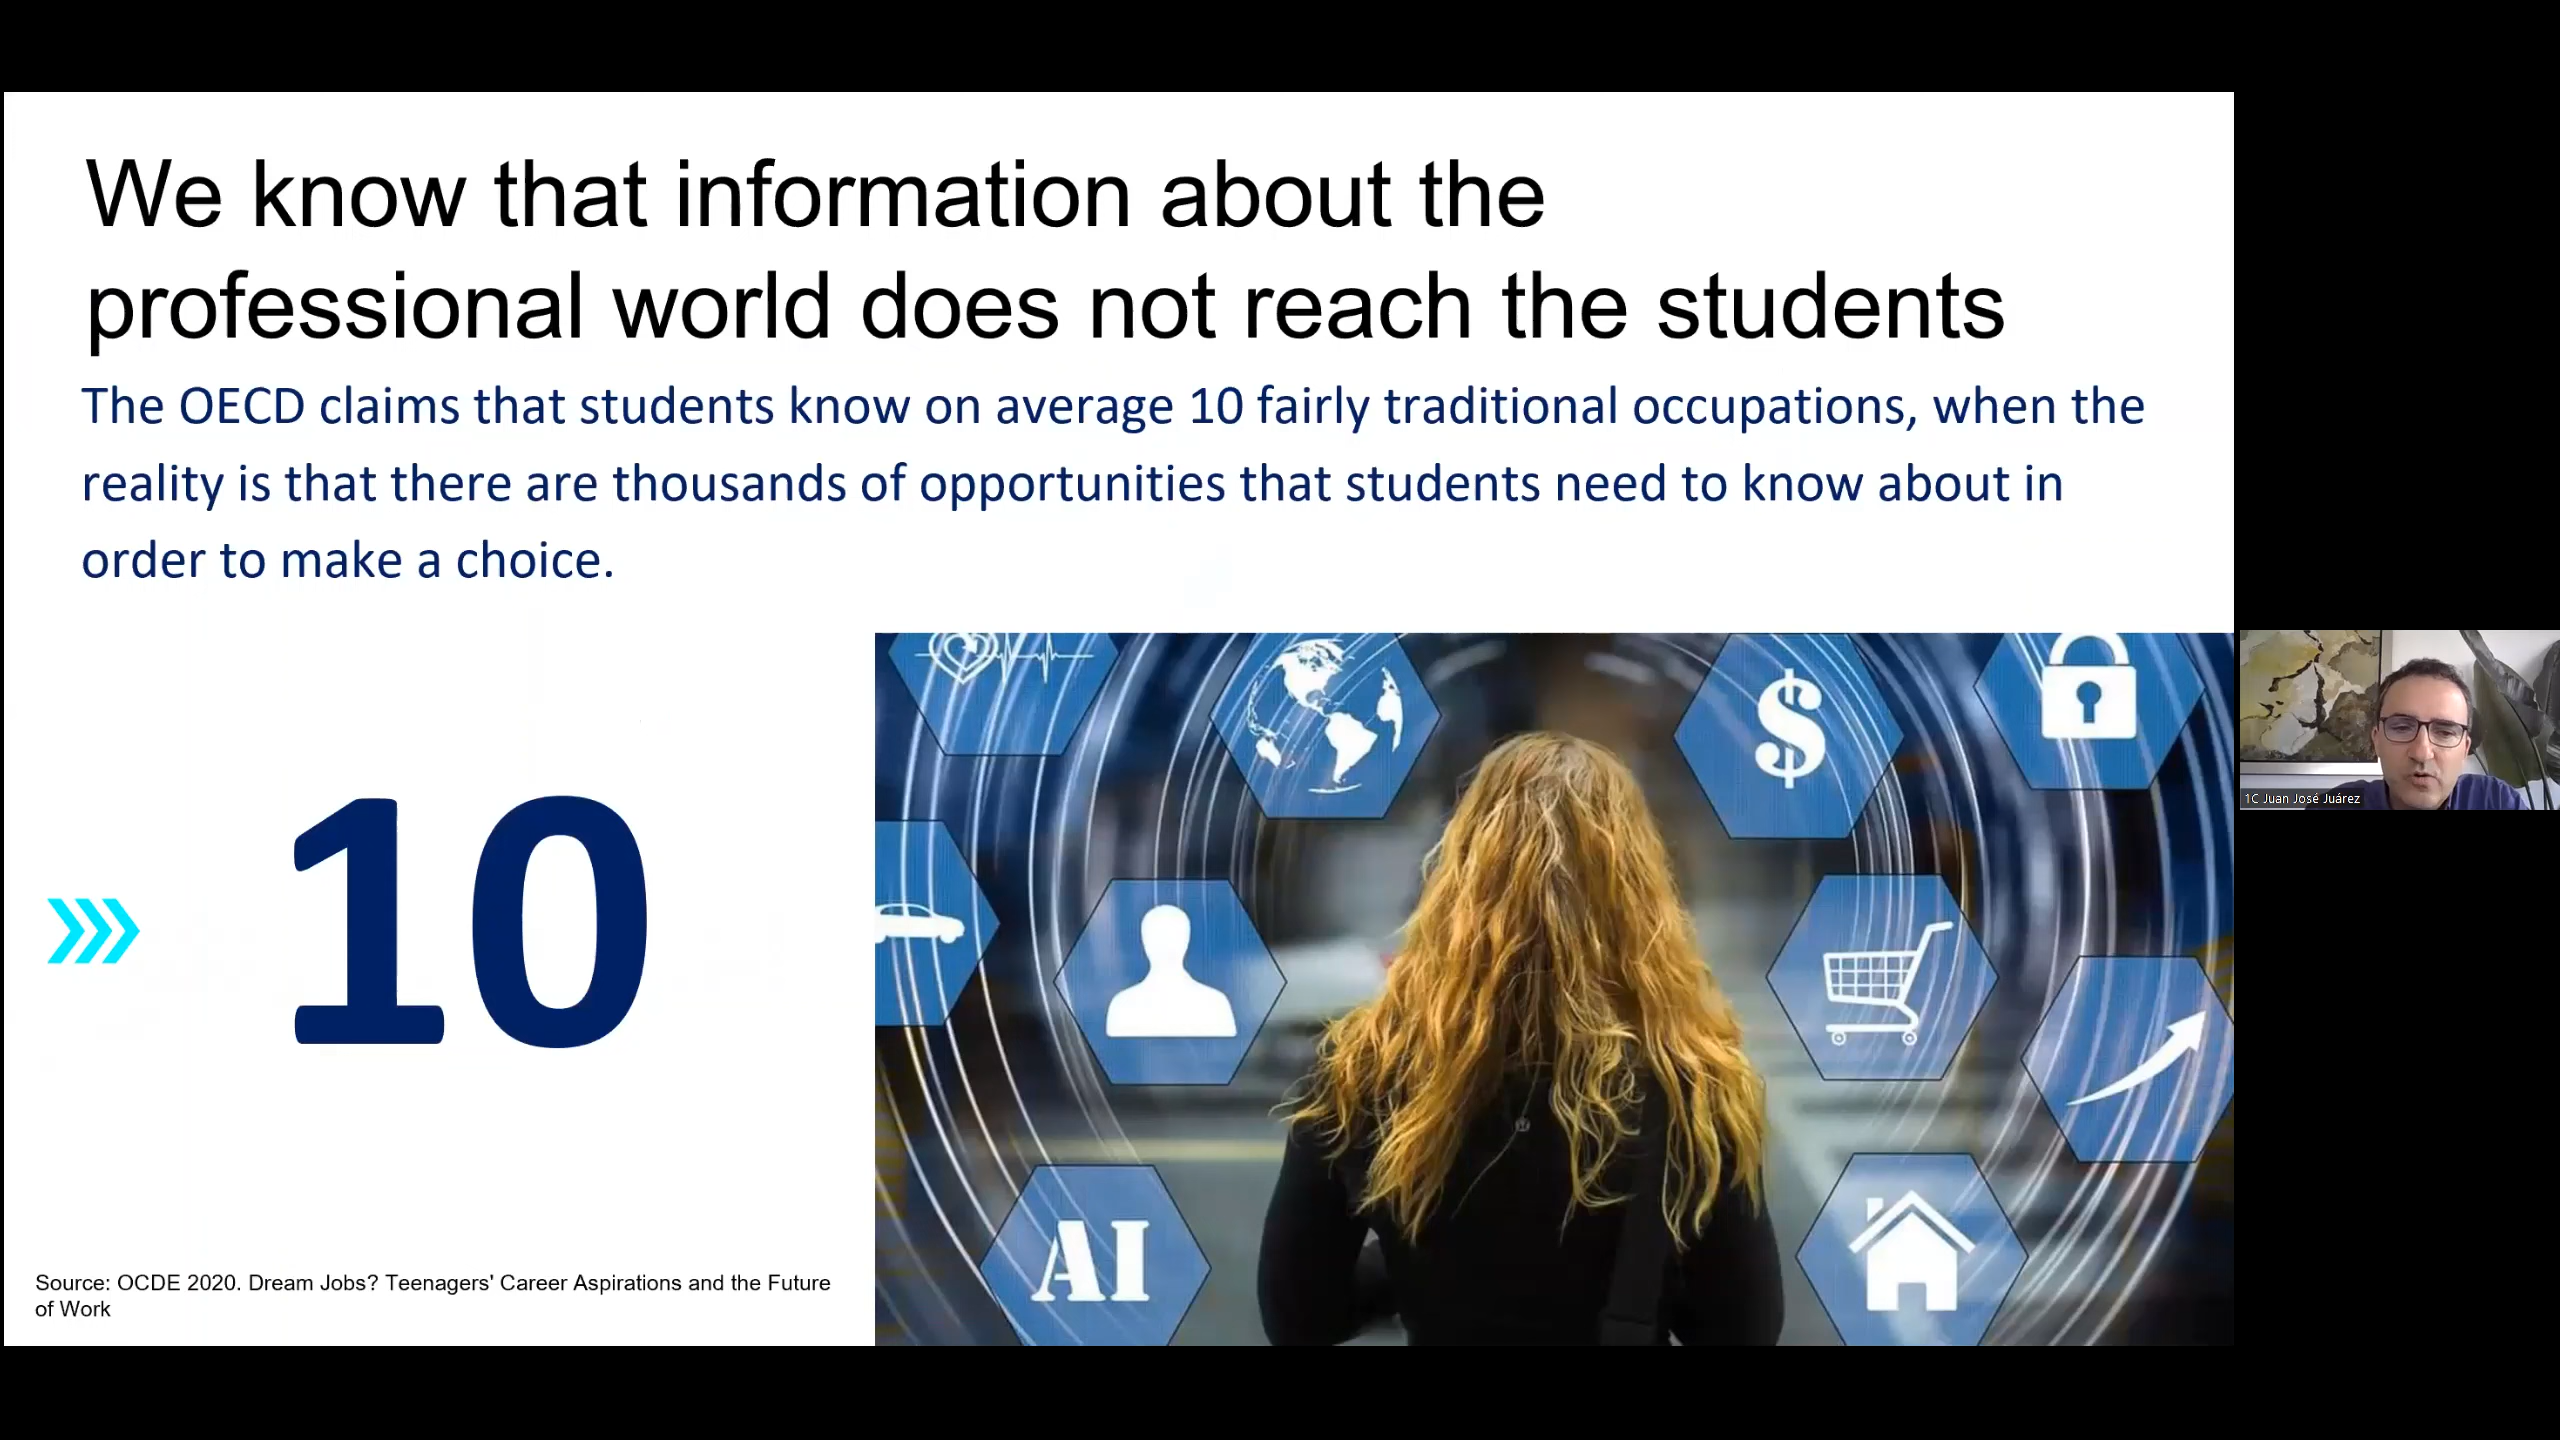 We know that information about the
professional world does not reach the students
The OECD claims that students know on average 10 fairly traditional occupations, when the
reality is that there are thousands of opportunities that students need to know about in
order to make a choice.
10
$
AI
Source: OCDE 2020. Dream Jobs? Teenagers' Career Aspirations and the Future
of Work
1C Juan José Juárez